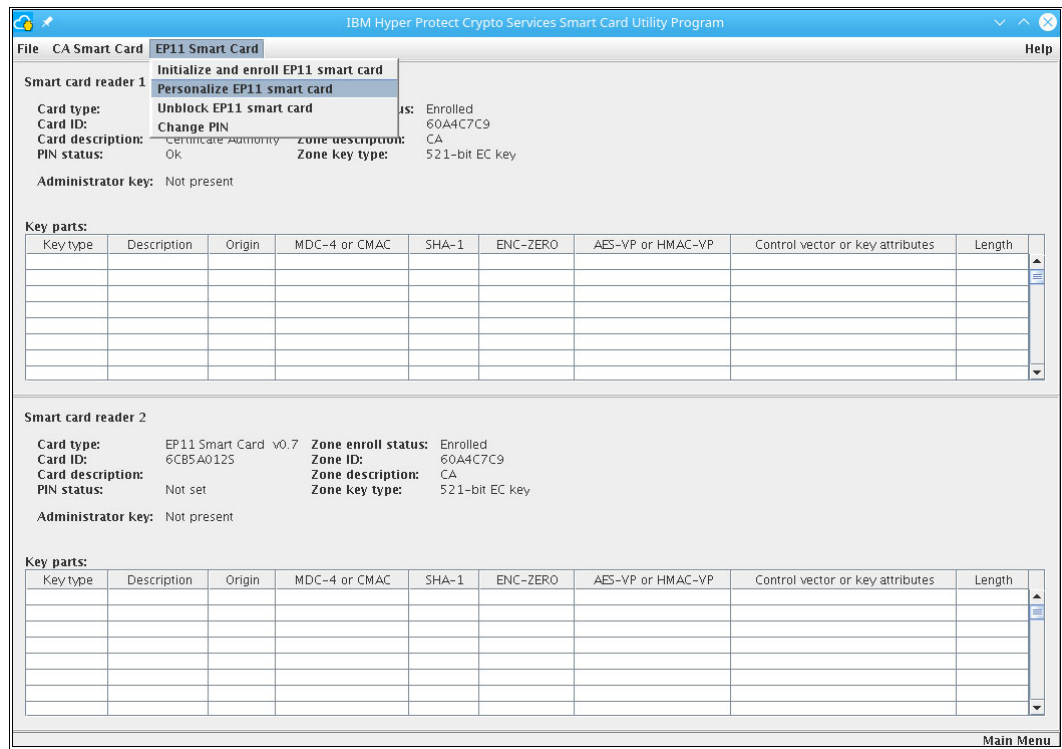 IBM Hyper Protect Crypto Services Smart Card Utility Program
File CA Smart Card EP11 Smart Card Help
Initialize and enroll EP11 smart card
Personalize EP11 smart card
Unblock EP11 smart card
Change PIN
Smart card reader 1
Card type: us: Enrolled
Card ID: 60A4C7C9
Card description: Certificate Authority Zone description: CA
PIN status: Ok Zone key type: 521-bit EC key
Administrator key: Not present
Key parts:
Key type Description Origin MDC-4 or CMAC SHA-1 ENC-ZERO AES-VP or HMAC-VP Control vector or key attributes Length
Smart card reader 2
Card type: EP11 Smart Card v0.7 Zone enroll status: Enrolled
Card ID: 6CB5A012S Zone ID: 60A4C7C9
Card description: Zone description: CA
PIN status: Not set Zone key type: 521-bit EC key
Administrator key: Not present
Key parts:
Key type Description Origin MDC-4 or CMAC SHA-1 ENC-ZERO AES-VP or HMAC-VP Control vector or key attributes Length
Main Menu